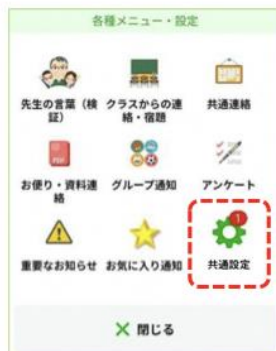 各種メニュー・設定
先生の言葉（検
証）
クラスからの連
絡・宿題
共通連絡
PDF
お便り・資料連
絡
グループ通知
アンケート
重要なお知らせ
お気に入り通知
1
共通設定
閉じる